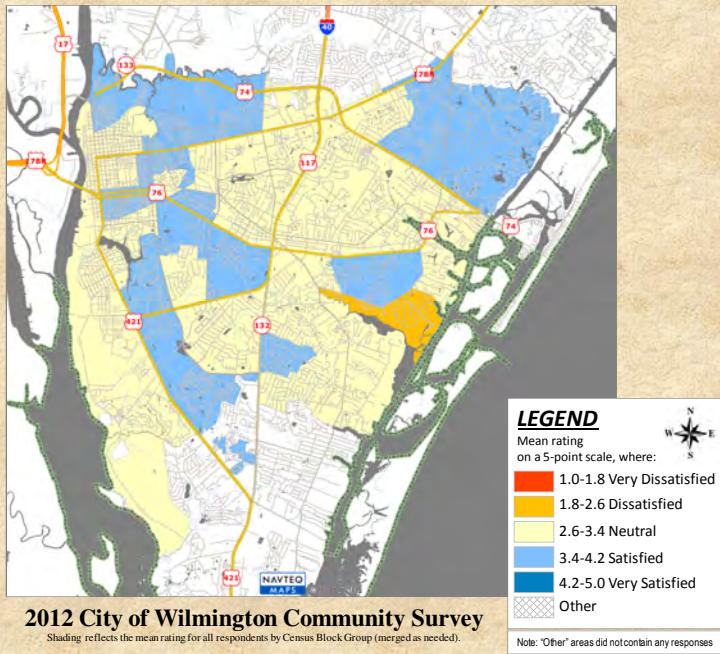 40
17
133
74
17BR
117
17BR
76
76
74
421
132
421
NAVTEQ
MAPS
LEGEND
Mean rating
on a 5-point scale, where:
N
W E
S
1.0-1.8 Very Dissatisfied
1.8-2.6 Dissatisfied
2.6-3.4 Neutral
3.4-4.2 Satisfied
4.2-5.0 Very Satisfied
Other
Note: "Other" areas did not contain any responses
2012 City of Wilmington Community Survey
Shading reflects the mean rating for all respondents by Census Block Group (merged as needed).